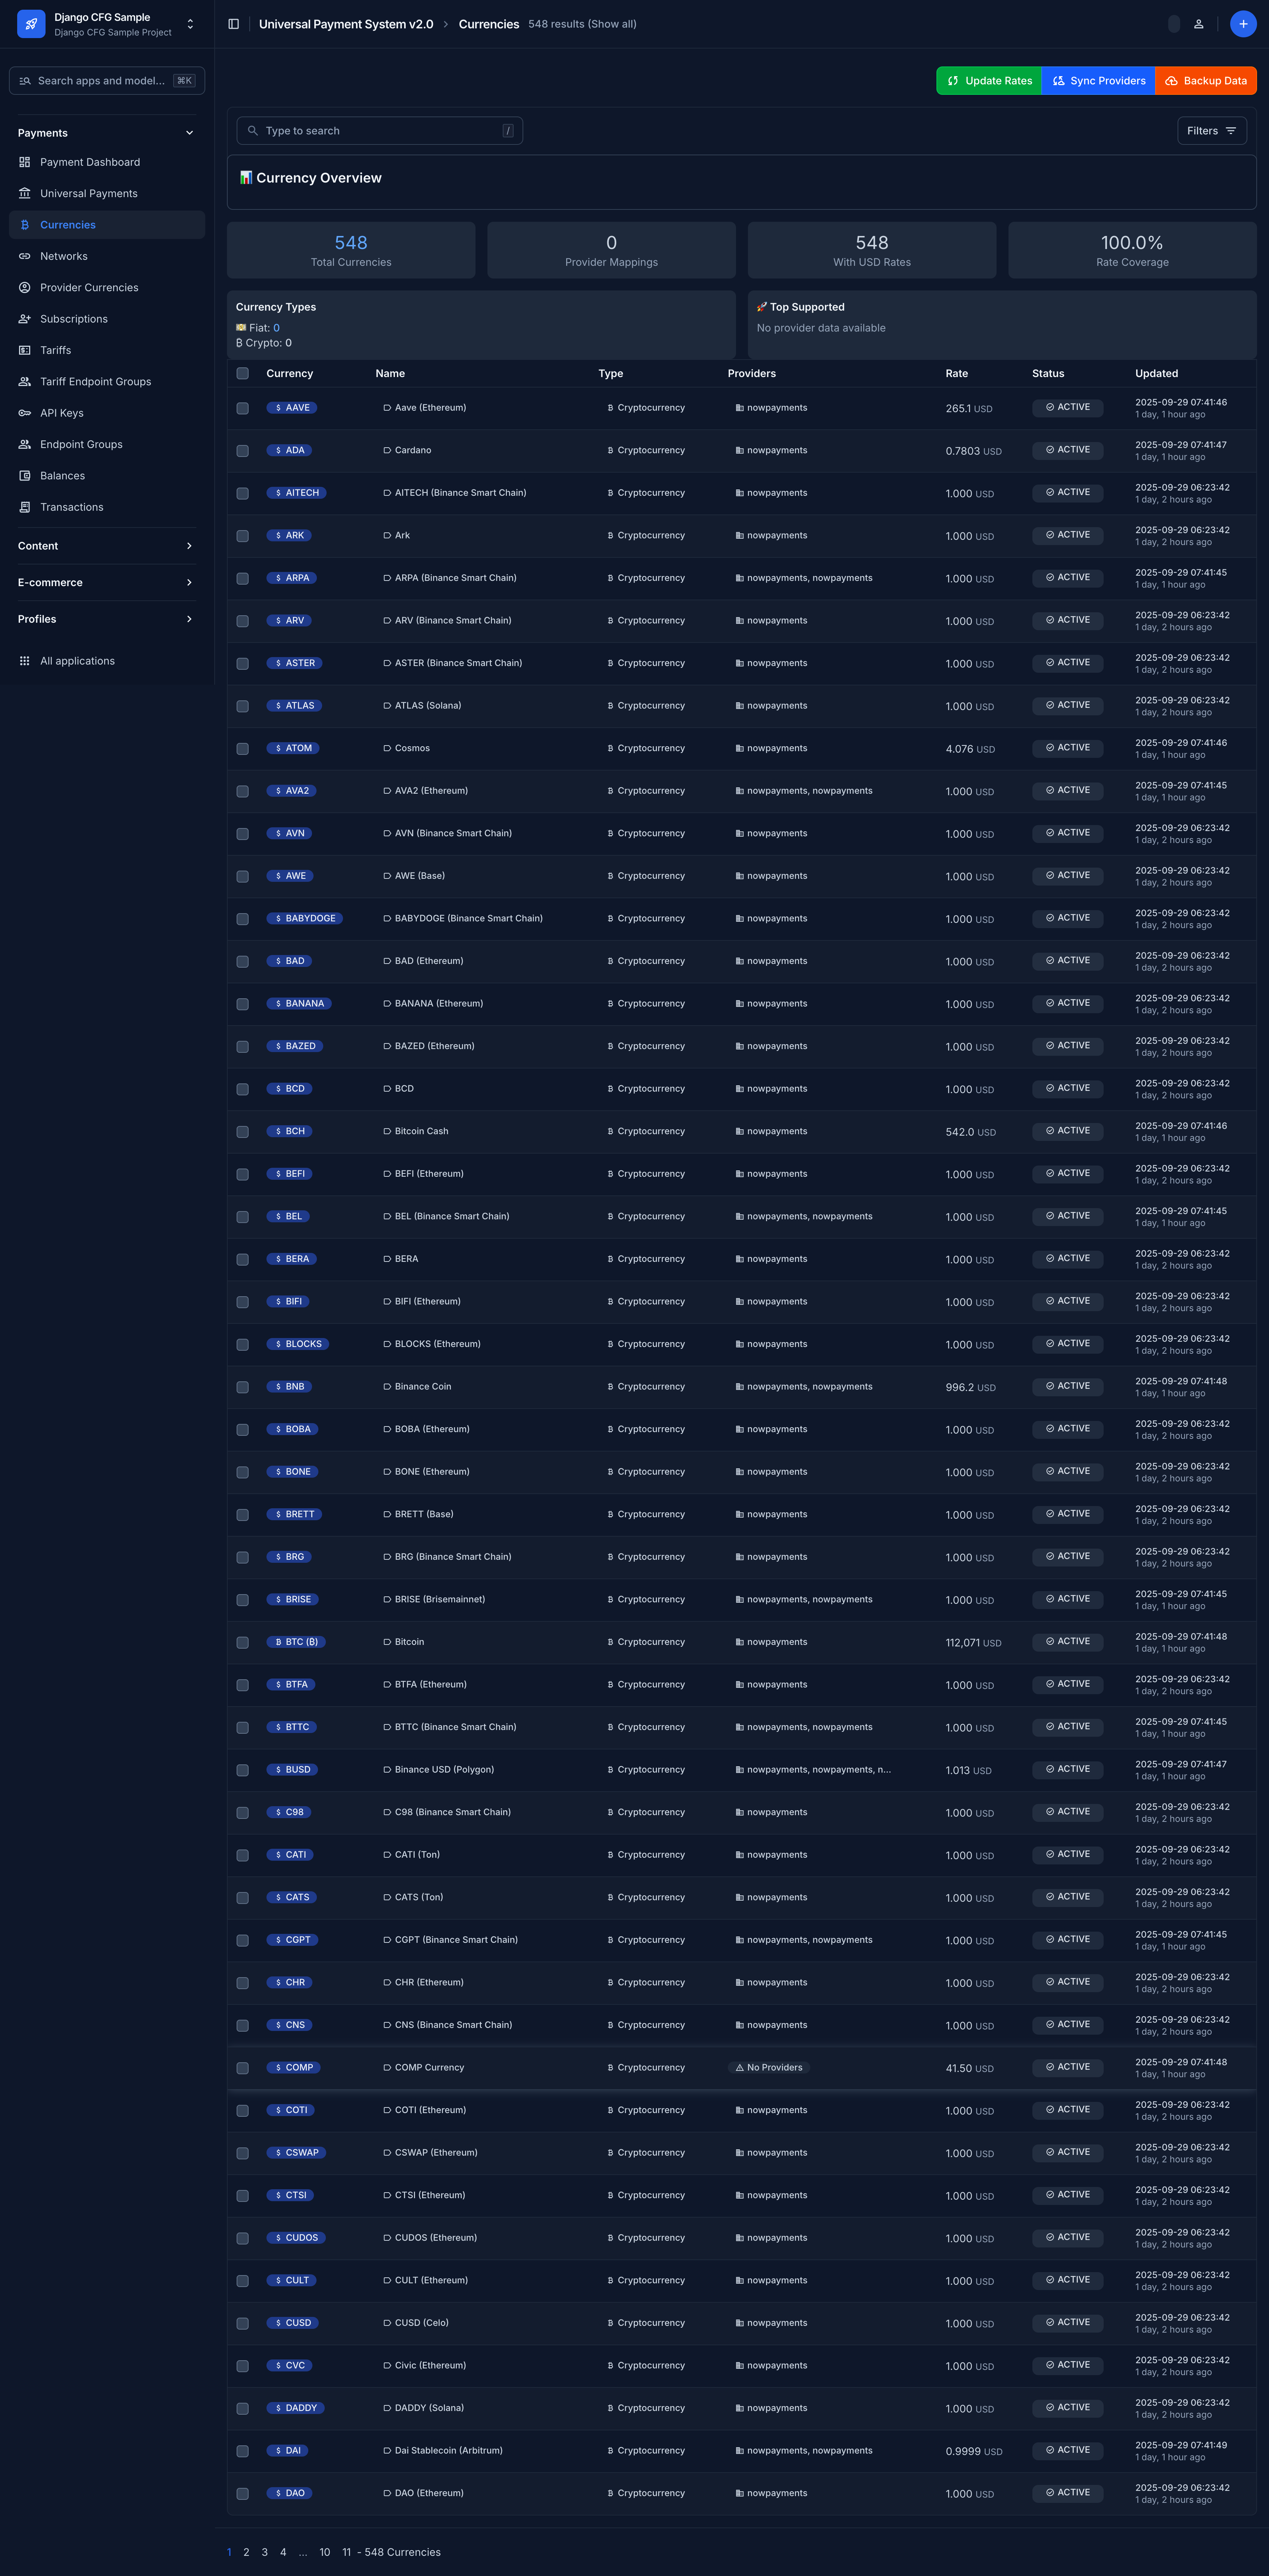 Django CFG Sample
Django CFG Sample Project
Universal Payment System v2.0 > Currencies 548 results (Show all)
Search apps and model... ⌘K
Update Rates Sync Providers Backup Data
Payments
Payment Dashboard
Universal Payments
Currencies
Networks
Provider Currencies
Subscriptions
Tariffs
Tariff Endpoint Groups
API Keys
Endpoint Groups
Balances
Transactions
Content
E-commerce
Profiles
All applications
Type to search /
Filters
📊 Currency Overview
548 0 548 100.0%
Total Currencies Provider Mappings With USD Rates Rate Coverage
Currency Types
💴 Fiat: 0
₿ Crypto: 0
🚀 Top Supported
No provider data available
Currency Name Type Providers Rate Status Updated
$ AAVE Aave (Ethereum) ₿ Cryptocurrency nowpayments 265.1 USD ACTIVE 2025-09-29 07:41:46
1 day, 1 hour ago
$ ADA Cardano ₿ Cryptocurrency nowpayments 0.7803 USD ACTIVE 2025-09-29 07:41:47
1 day, 1 hour ago
$ AITECH AITECH (Binance Smart Chain) ₿ Cryptocurrency nowpayments 1.000 USD ACTIVE 2025-09-29 06:23:42
1 day, 2 hours ago
$ ARK Ark ₿ Cryptocurrency nowpayments 1.000 USD ACTIVE 2025-09-29 06:23:42
1 day, 2 hours ago
$ ARPA ARPA (Binance Smart Chain) ₿ Cryptocurrency nowpayments, nowpayments 1.000 USD ACTIVE 2025-09-29 07:41:45
1 day, 1 hour ago
$ ARV ARV (Binance Smart Chain) ₿ Cryptocurrency nowpayments 1.000 USD ACTIVE 2025-09-29 06:23:42
1 day, 2 hours ago
$ ASTER ASTER (Binance Smart Chain) ₿ Cryptocurrency nowpayments 1.000 USD ACTIVE 2025-09-29 06:23:42
1 day, 2 hours ago
$ ATLAS ATLAS (Solana) ₿ Cryptocurrency nowpayments 1.000 USD ACTIVE 2025-09-29 06:23:42
1 day, 2 hours ago
$ ATOM Cosmos ₿ Cryptocurrency nowpayments 4.076 USD ACTIVE 2025-09-29 07:41:46
1 day, 1 hour ago
$ AVA2 AVA2 (Ethereum) ₿ Cryptocurrency nowpayments, nowpayments 1.000 USD ACTIVE 2025-09-29 07:41:45
1 day, 1 hour ago
$ AVN AVN (Binance Smart Chain) ₿ Cryptocurrency nowpayments 1.000 USD ACTIVE 2025-09-29 06:23:42
1 day, 2 hours ago
$ AWE AWE (Base) ₿ Cryptocurrency nowpayments 1.000 USD ACTIVE 2025-09-29 06:23:42
1 day, 2 hours ago
$ BABYDOGE BABYDOGE (Binance Smart Chain) ₿ Cryptocurrency nowpayments 1.000 USD ACTIVE 2025-09-29 06:23:42
1 day, 2 hours ago
$ BAD BAD (Ethereum) ₿ Cryptocurrency nowpayments 1.000 USD ACTIVE 2025-09-29 06:23:42
1 day, 2 hours ago
$ BANANA BANANA (Ethereum) ₿ Cryptocurrency nowpayments 1.000 USD ACTIVE 2025-09-29 06:23:42
1 day, 2 hours ago
$ BAZED BAZED (Ethereum) ₿ Cryptocurrency nowpayments 1.000 USD ACTIVE 2025-09-29 06:23:42
1 day, 2 hours ago
$ BCD BCD ₿ Cryptocurrency nowpayments 1.000 USD ACTIVE 2025-09-29 06:23:42
1 day, 2 hours ago
$ BCH Bitcoin Cash ₿ Cryptocurrency nowpayments 542.0 USD ACTIVE 2025-09-29 07:41:46
1 day, 1 hour ago
$ BEFI BEFI (Ethereum) ₿ Cryptocurrency nowpayments 1.000 USD ACTIVE 2025-09-29 06:23:42
1 day, 2 hours ago
$ BEL BEL (Binance Smart Chain) ₿ Cryptocurrency nowpayments, nowpayments 1.000 USD ACTIVE 2025-09-29 07:41:45
1 day, 1 hour ago
$ BERA BERA ₿ Cryptocurrency nowpayments 1.000 USD ACTIVE 2025-09-29 06:23:42
1 day, 2 hours ago
$ BIFI BIFI (Ethereum) ₿ Cryptocurrency nowpayments 1.000 USD ACTIVE 2025-09-29 06:23:42
1 day, 2 hours ago
$ BLOCKS BLOCKS (Ethereum) ₿ Cryptocurrency nowpayments 1.000 USD ACTIVE 2025-09-29 06:23:42
1 day, 2 hours ago
$ BNB Binance Coin ₿ Cryptocurrency nowpayments, nowpayments 996.2 USD ACTIVE 2025-09-29 07:41:48
1 day, 1 hour ago
$ BOBA BOBA (Ethereum) ₿ Cryptocurrency nowpayments 1.000 USD ACTIVE 2025-09-29 06:23:42
1 day, 2 hours ago
$ BONE BONE (Ethereum) ₿ Cryptocurrency nowpayments 1.000 USD ACTIVE 2025-09-29 06:23:42
1 day, 2 hours ago
$ BRETT BRETT (Base) ₿ Cryptocurrency nowpayments 1.000 USD ACTIVE 2025-09-29 06:23:42
1 day, 2 hours ago
$ BRG BRG (Binance Smart Chain) ₿ Cryptocurrency nowpayments 1.000 USD ACTIVE 2025-09-29 06:23:42
1 day, 2 hours ago
$ BRISE BRISE (Brisemainnet) ₿ Cryptocurrency nowpayments, nowpayments 1.000 USD ACTIVE 2025-09-29 07:41:45
1 day, 1 hour ago
₿ BTC (₿) Bitcoin ₿ Cryptocurrency nowpayments 112,071 USD ACTIVE 2025-09-29 07:41:48
1 day, 1 hour ago
$ BTFA BTFA (Ethereum) ₿ Cryptocurrency nowpayments 1.000 USD ACTIVE 2025-09-29 06:23:42
1 day, 2 hours ago
$ BTTC BTTC (Binance Smart Chain) ₿ Cryptocurrency nowpayments, nowpayments 1.000 USD ACTIVE 2025-09-29 07:41:45
1 day, 1 hour ago
$ BUSD Binance USD (Polygon) ₿ Cryptocurrency nowpayments, nowpayments, n... 1.013 USD ACTIVE 2025-09-29 07:41:47
1 day, 1 hour ago
$ C98 C98 (Binance Smart Chain) ₿ Cryptocurrency nowpayments 1.000 USD ACTIVE 2025-09-29 06:23:42
1 day, 2 hours ago
$ CATI CATI (Ton) ₿ Cryptocurrency nowpayments 1.000 USD ACTIVE 2025-09-29 06:23:42
1 day, 2 hours ago
$ CATS CATS (Ton) ₿ Cryptocurrency nowpayments 1.000 USD ACTIVE 2025-09-29 06:23:42
1 day, 2 hours ago
$ CGPT CGPT (Binance Smart Chain) ₿ Cryptocurrency nowpayments, nowpayments 1.000 USD ACTIVE 2025-09-29 07:41:45
1 day, 1 hour ago
$ CHR CHR (Ethereum) ₿ Cryptocurrency nowpayments 1.000 USD ACTIVE 2025-09-29 06:23:42
1 day, 2 hours ago
$ CNS CNS (Binance Smart Chain) ₿ Cryptocurrency nowpayments 1.000 USD ACTIVE 2025-09-29 06:23:42
1 day, 2 hours ago
$ COMP COMP Currency ₿ Cryptocurrency No Providers 41.50 USD ACTIVE 2025-09-29 07:41:48
1 day, 1 hour ago
$ COTI COTI (Ethereum) ₿ Cryptocurrency nowpayments 1.000 USD ACTIVE 2025-09-29 06:23:42
1 day, 2 hours ago
$ CSWAP CSWAP (Ethereum) ₿ Cryptocurrency nowpayments 1.000 USD ACTIVE 2025-09-29 06:23:42
1 day, 2 hours ago
$ CTSI CTSI (Ethereum) ₿ Cryptocurrency nowpayments 1.000 USD ACTIVE 2025-09-29 06:23:42
1 day, 2 hours ago
$ CUDOS CUDOS (Ethereum) ₿ Cryptocurrency nowpayments 1.000 USD ACTIVE 2025-09-29 06:23:42
1 day, 2 hours ago
$ CULT CULT (Ethereum) ₿ Cryptocurrency nowpayments 1.000 USD ACTIVE 2025-09-29 06:23:42
1 day, 2 hours ago
$ CUSD CUSD (Celo) ₿ Cryptocurrency nowpayments 1.000 USD ACTIVE 2025-09-29 06:23:42
1 day, 2 hours ago
$ CVC Civic (Ethereum) ₿ Cryptocurrency nowpayments 1.000 USD ACTIVE 2025-09-29 06:23:42
1 day, 2 hours ago
$ DADDY DADDY (Solana) ₿ Cryptocurrency nowpayments 1.000 USD ACTIVE 2025-09-29 06:23:42
1 day, 2 hours ago
$ DAI Dai Stablecoin (Arbitrum) ₿ Cryptocurrency nowpayments, nowpayments 0.9999 USD ACTIVE 2025-09-29 07:41:49
1 day, 1 hour ago
$ DAO DAO (Ethereum) ₿ Cryptocurrency nowpayments 1.000 USD ACTIVE 2025-09-29 06:23:42
1 day, 2 hours ago
1 2 3 4 ... 10 11 - 548 Currencies